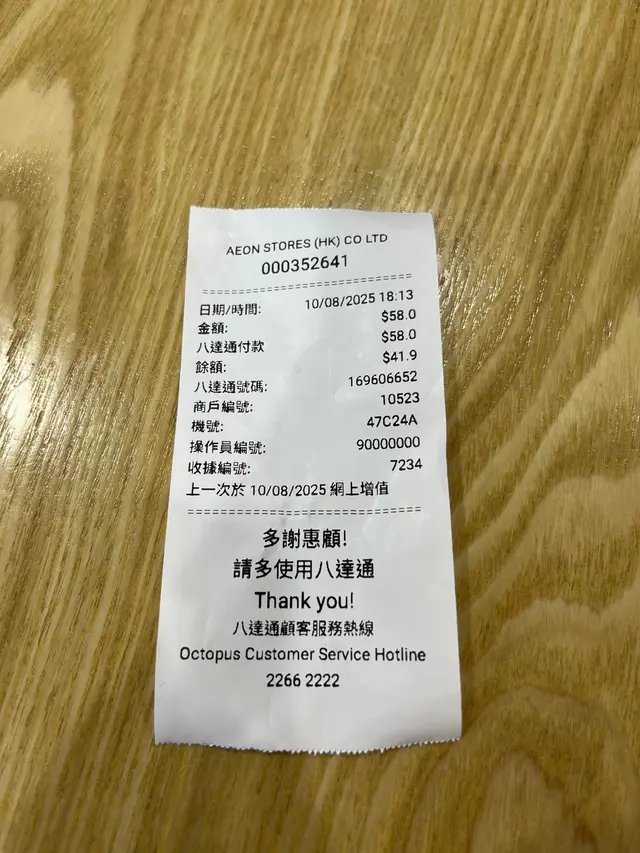 AEON STORES (HK) CO LTD
000352641
================================
日期/時間: 10/08/2025 18:13
金額: $58.0
八達通付款 $58.0
餘額: $41.9
八達通號碼: 169606652
商戶編號: 10523
機號: 47C24A
操作員編號: 90000000
收據編號: 7234
上一次於 10/08/2025 網上增值
================================
多謝惠顧!
請多使用八達通
Thank you!
八達通顧客服務熱線
Octopus Customer Service Hotline
2266 2222